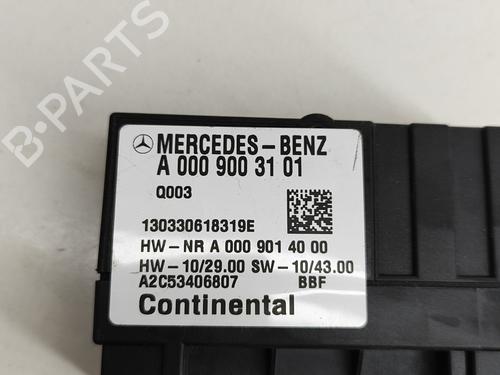 MERCEDES-BENZ
A 000 900 31 01
Q003
130330618319E
HW-NR A 000 901 40 00
HW-10/29.00 SW-10/43.00
A2C53406807 BBF
Continental
B-PARTS